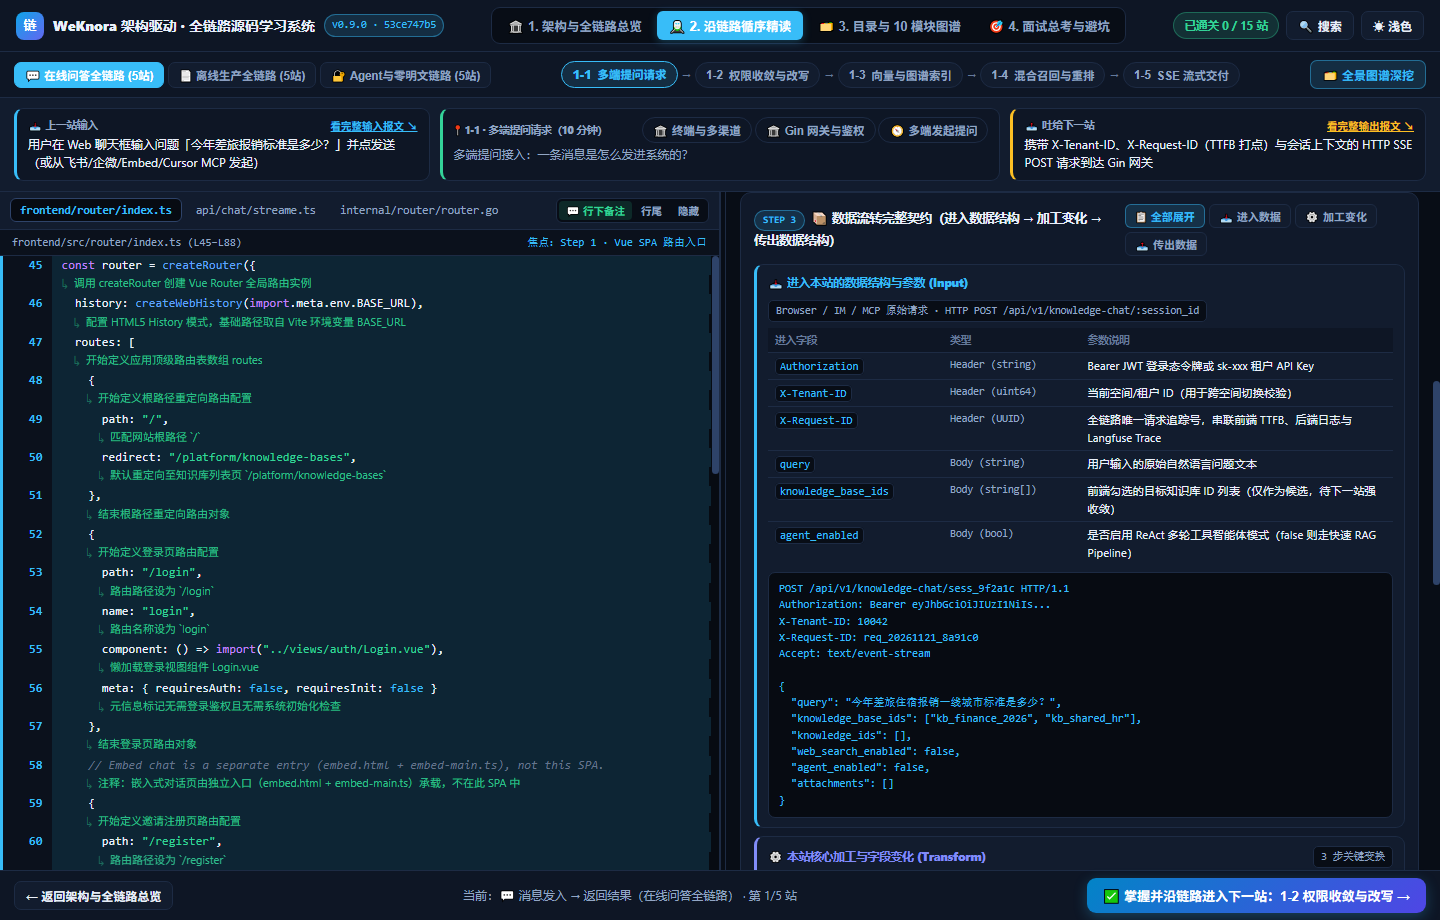 链 WeKnora 架构驱动 · 全链路源码学习系统 v0.9.0 · 53ce747b5 🏛️ 1. 架构与全链路总览 2. 沿链路循序精读 📁 3. 目录与 10 模块图谱 🎯 4. 面试总考与避坑 已通关 0 / 15 站 🔍 搜索 ☀ 浅色
💬 在线问答全链路 (5站) 📄 离线生产全链路 (5站) 🔐 Agent与零明文链路 (5站) 1-1 多端提问请求 → 1-2 权限收敛与改写 → 1-3 向量与图谱索引 → 1-4 混合召回与重排 → 1-5 SSE 流式交付 📁 全景图谱深挖
📥 上一站输入 看完整输入报文 ↘
用户在 Web 聊天框输入问题「今年差旅报销标准是多少？」并点发送
（或从飞书/企微/Embed/Cursor MCP 发起）
📍 1-1 · 多端提问请求（10 分钟） 🏛️ 终端与多渠道 🏛️ Gin 网关与鉴权 🧭 多端发起提问
多端提问接入：一条消息是怎么发进系统的？
📤 吐给下一站 看完整输出报文 ↘
携带 X-Tenant-ID、X-Request-ID（TTFB 打点）与会话上下文的 HTTP SSE
POST 请求到达 Gin 网关
frontend/router/index.ts api/chat/streame.ts internal/router/router.go 💬 行下备注 行尾 隐藏
frontend/src/router/index.ts (L45–L88) 焦点：Step 1 · Vue SPA 路由入口
45 const router = createRouter({
↳ 调用 createRouter 创建 Vue Router 全局路由实例
46 history: createWebHistory(import.meta.env.BASE_URL),
↳ 配置 HTML5 History 模式，基础路径取自 Vite 环境变量 BASE_URL
47 routes: [
↳ 开始定义应用顶级路由表数组 routes
48 {
↳ 开始定义根路径重定向路由配置
49 path: "/",
↳ 匹配网站根路径 `/`
50 redirect: "/platform/knowledge-bases",
↳ 默认重定向至知识库列表页 `/platform/knowledge-bases`
51 },
↳ 结束根路径重定向路由对象
52 {
↳ 开始定义登录页路由配置
53 path: "/login",
↳ 路由路径设为 `/login`
54 name: "login",
↳ 路由名称设为 `login`
55 component: () => import("../views/auth/Login.vue"),
↳ 懒加载登录视图组件 Login.vue
56 meta: { requiresAuth: false, requiresInit: false }
↳ 元信息标记无需登录鉴权且无需系统初始化检查
57 },
↳ 结束登录页路由对象
58 // Embed chat is a separate entry (embed.html + embed-main.ts), not this SPA.
↳ 注释：嵌入式对话页由独立入口（embed.html + embed-main.ts）承载，不在此 SPA 中
59 {
↳ 开始定义邀请注册页路由配置
60 path: "/register",
↳ 路由路径设为 `/register`
STEP 3 📦 数据流转完整契约（进入数据结构 → 加工变化 →
传出数据结构）
📋 全部展开 📥 进入数据 ⚙ 加工变化
📤 传出数据
📥 进入本站的数据结构与参数 (Input)
Browser / IM / MCP 原始请求 · HTTP POST /api/v1/knowledge-chat/:session_id
进入字段 类型 参数说明
Authorization Header (string) Bearer JWT 登录态令牌或 sk-xxx 租户 API Key
X-Tenant-ID Header (uint64) 当前空间/租户 ID（用于跨空间切换校验）
X-Request-ID Header (UUID) 全链路唯一请求追踪号，串联前端 TTFB、后端日志与
Langfuse Trace
query Body (string) 用户输入的原始自然语言问题文本
knowledge_base_ids Body (string[]) 前端勾选的目标知识库 ID 列表（仅作为候选，待下一站强
收敛）
agent_enabled Body (bool) 是否启用 ReAct 多轮工具智能体模式（false 则走快速 RAG
Pipeline）
POST /api/v1/knowledge-chat/sess_9f2a1c HTTP/1.1
Authorization: Bearer eyJhbGciOiJIUzI1NiIs...
X-Tenant-ID: 10042
X-Request-ID: req_20261121_8a91c0
Accept: text/event-stream
{
"query": "今年差旅住宿报销一线城市标准是多少？",
"knowledge_base_ids": ["kb_finance_2026", "kb_shared_hr"],
"knowledge_ids": [],
"web_search_enabled": false,
"agent_enabled": false,
"attachments": []
}
⚙ 本站核心加工与字段变化 (Transform) 3 步关键变换
← 返回架构与全链路总览 当前：💬 消息发入 → 返回结果（在线问答全链路） · 第 1/5 站 ✅ 掌握并沿链路进入下一站：1-2 权限收敛与改写 →